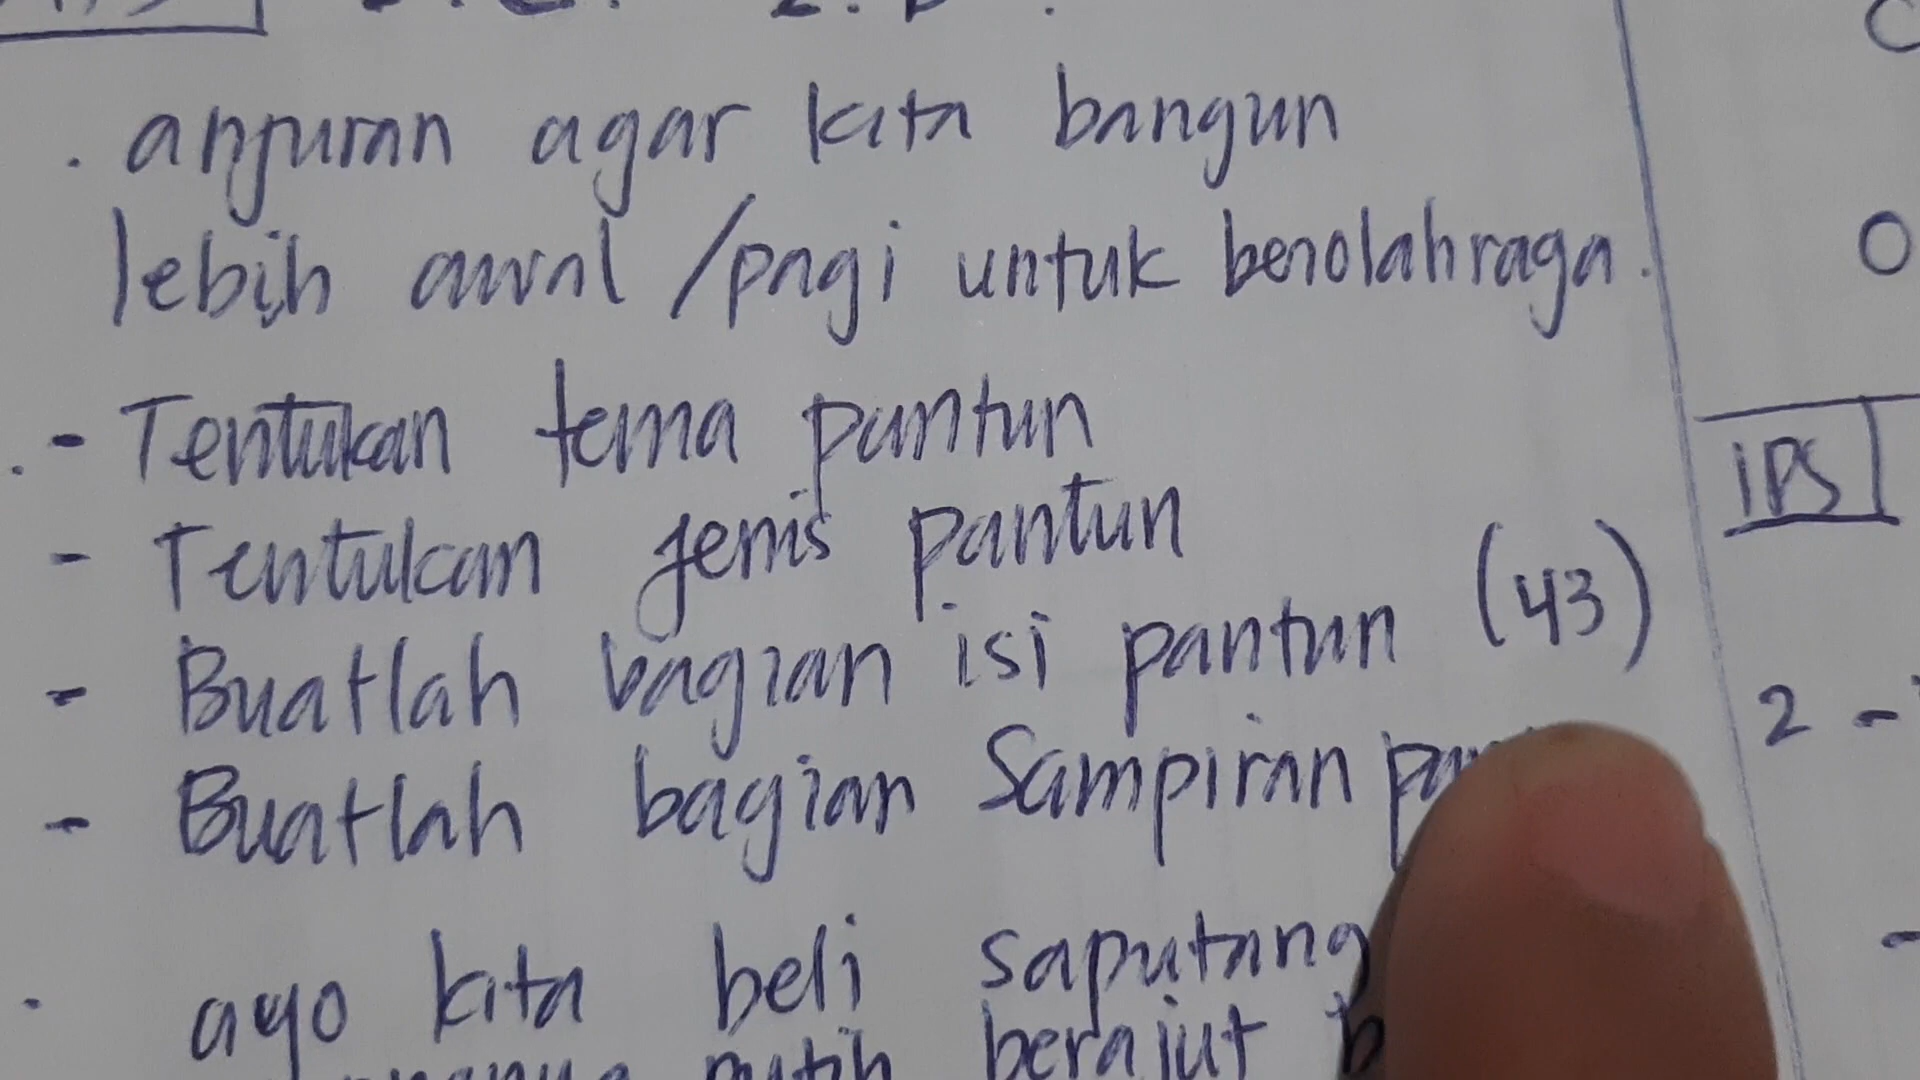 . anjuran agar kita bangun
lebih awal /pagi untuk berolahraga.
.- Tentukan tema pantun
- Tentukan jenis pantun
- Buatlah bagian isi pantun (43)
- Buatlah bagian Sampiran
. ayo kita beli saputang
putih berajut b
O
IPS
2 -
-